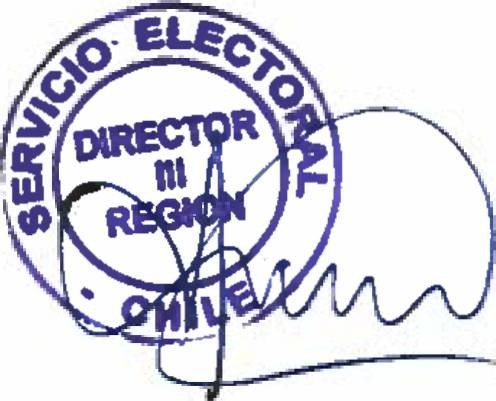 SERVICIO ELECTORAL
DIRECTOR
III
REGION
CHILE